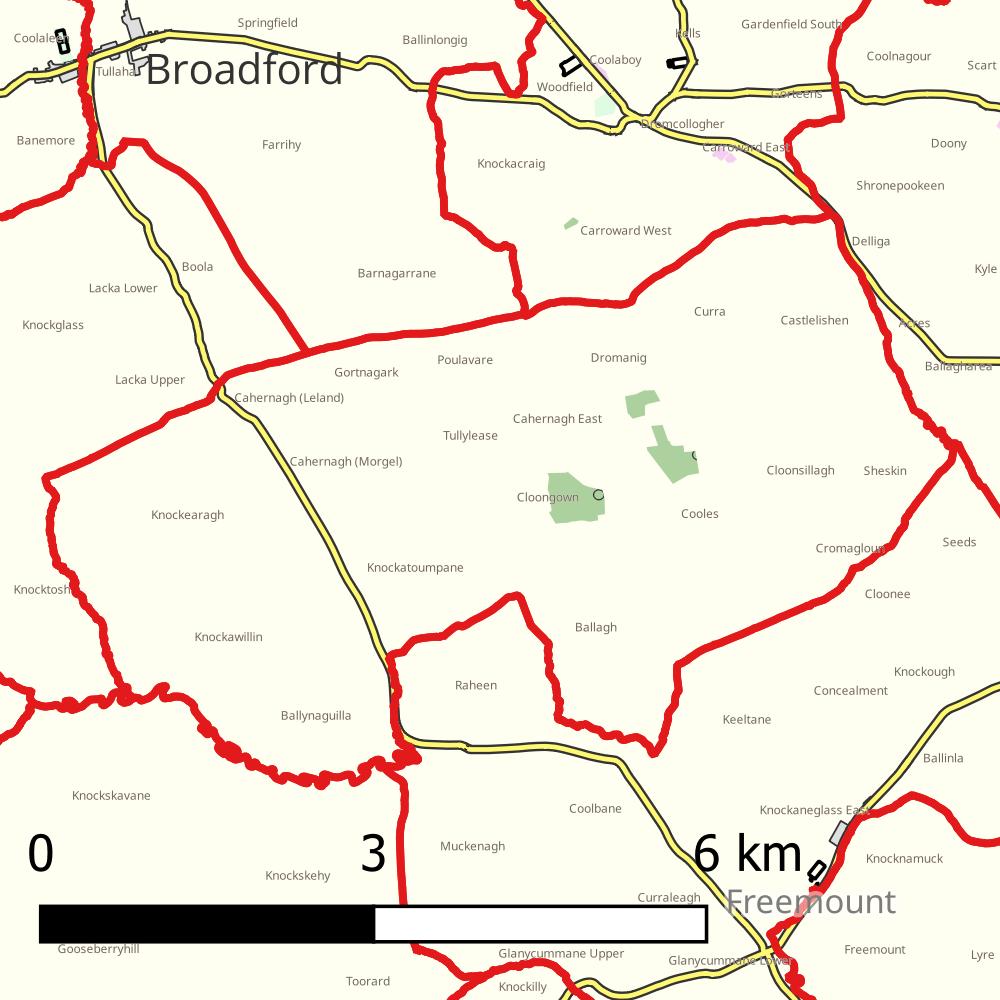 Springfield
Gardenfield South
Coolalen
Ballinlongig
Kells
Coolaboy
Coolnagour
Scart
Tullaha
Broadford
Woodfield
Gorteens
Dromcollogher
Banemore
Farrihy
Carroward East
Doony
Knockacraig
Shronepookeen
Carroward West
Delliga
Boola
Barnagarrane
Kyle
Lacka Lower
Curra
Castlelishen
Acres
Knockglass
Poulavare
Dromanig
Ballagharea
Gortnagark
Lacka Upper
Cahernagh (Leland)
Cahernagh East
Tullylease
Cahernagh (Morgel)
Cloonsillagh
Sheskin
Cloongown
Knockearagh
Cooles
Seeds
Cromagloun
Knockatoumpane
Knocktosh
Cloonee
Ballagh
Knockawillin
Knockough
Raheen
Concealment
Ballynaguilla
Keeltane
Ballinla
Knockskavane
Coolbane
Knockaneglass East
0 3 6 km
Muckenagh
Knocknamuck
Knockskehy
Curraleagh
Freemount
Gooseberryhill
Glanycummane Upper
Freemount
Lyre
Glanycummane Lower
Toorard
Knockilly